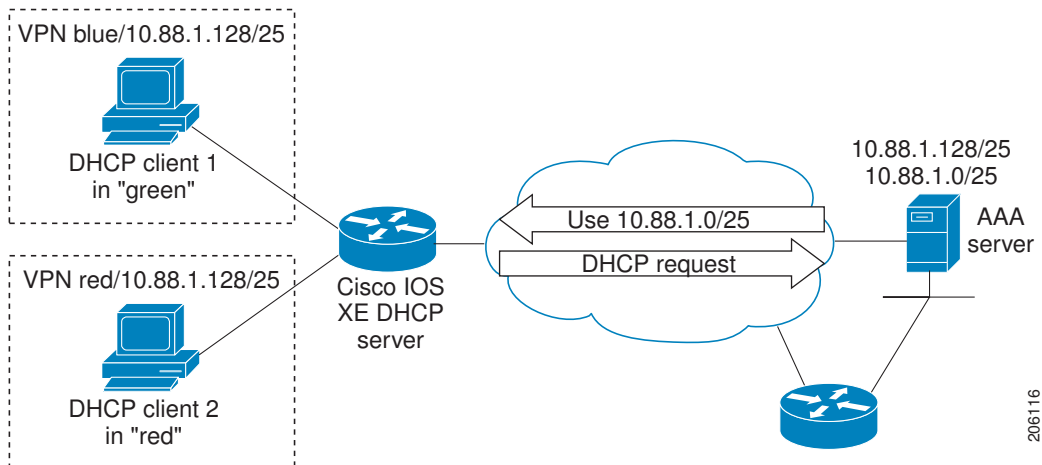 VPN blue/10.88.1.128/25
DHCP client 1
in "green"
VPN red/10.88.1.128/25
DHCP client 2
in "red"
Cisco IOS
XE DHCP
server
Use 10.88.1.0/25
DHCP request
10.88.1.128/25
10.88.1.0/25
AAA
server
206116